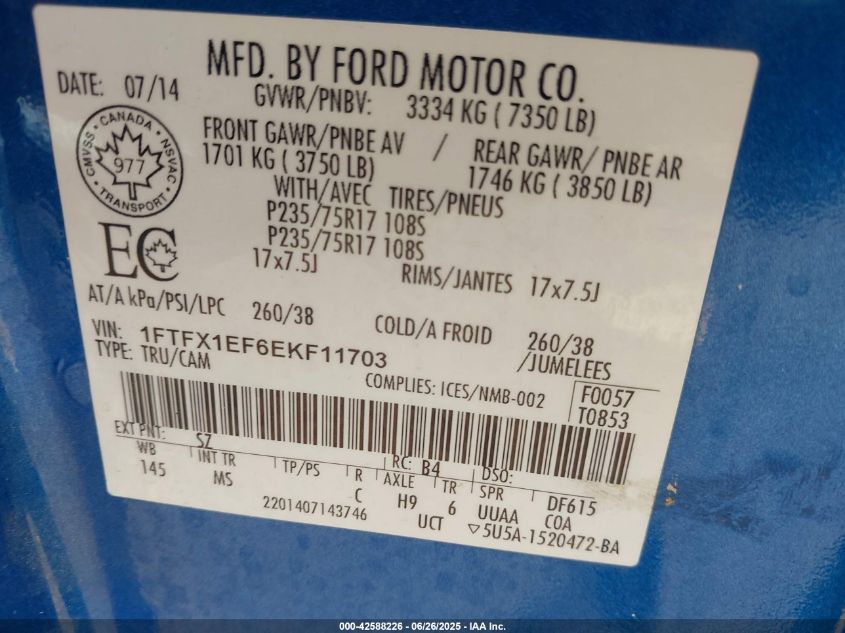 MFD. BY FORD MOTOR CO.
DATE: 07/14
GVWR/PNBV: 3334 KG ( 7350 LB)
FRONT GAWR/PNBE AV / REAR GAWR/ PNBE AR
1701 KG ( 3750 LB) 1746 KG ( 3850 LB)
WITH/AVEC TIRES/PNEUS
P235/75R17 108S
P235/75R17 108S
17x7.5J RIMS/JANTES 17x7.5J
CANADA
CMVSS 977 NSVAC
TRANSPORT
EC
AT/A kPa/PSI/LPC 260/38 COLD/A FROID 260/38
VIN: 1FTFX1EF6EKF11703 /JUMELEES
TYPE: TRU/CAM
COMPLIES: ICES/NMB-002 F0057
T0853
EXT PNT: SZ RC: B4 DSO:
WB INT TR TP/PS R AXLE TR SPR DF615
145 MS C H9 6 UUAA COA
2201407143746 UCT ▽5U5A-1520472-BA
000-42588226 - 06/26/2025 - IAA Inc.